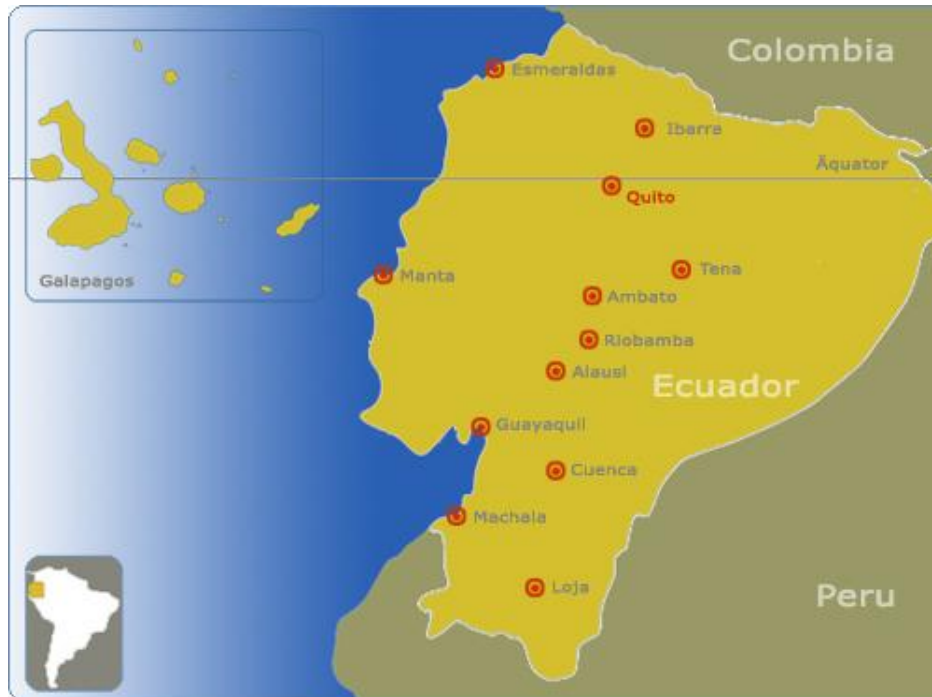 Colombia
Esmeraldas
Ibarra
Äquator
Quito
Galapagos
Manta
Tena
Ambato
Riobamba
Alausi
Ecuador
Guayaquil
Cuenca
Machala
Loja
Peru